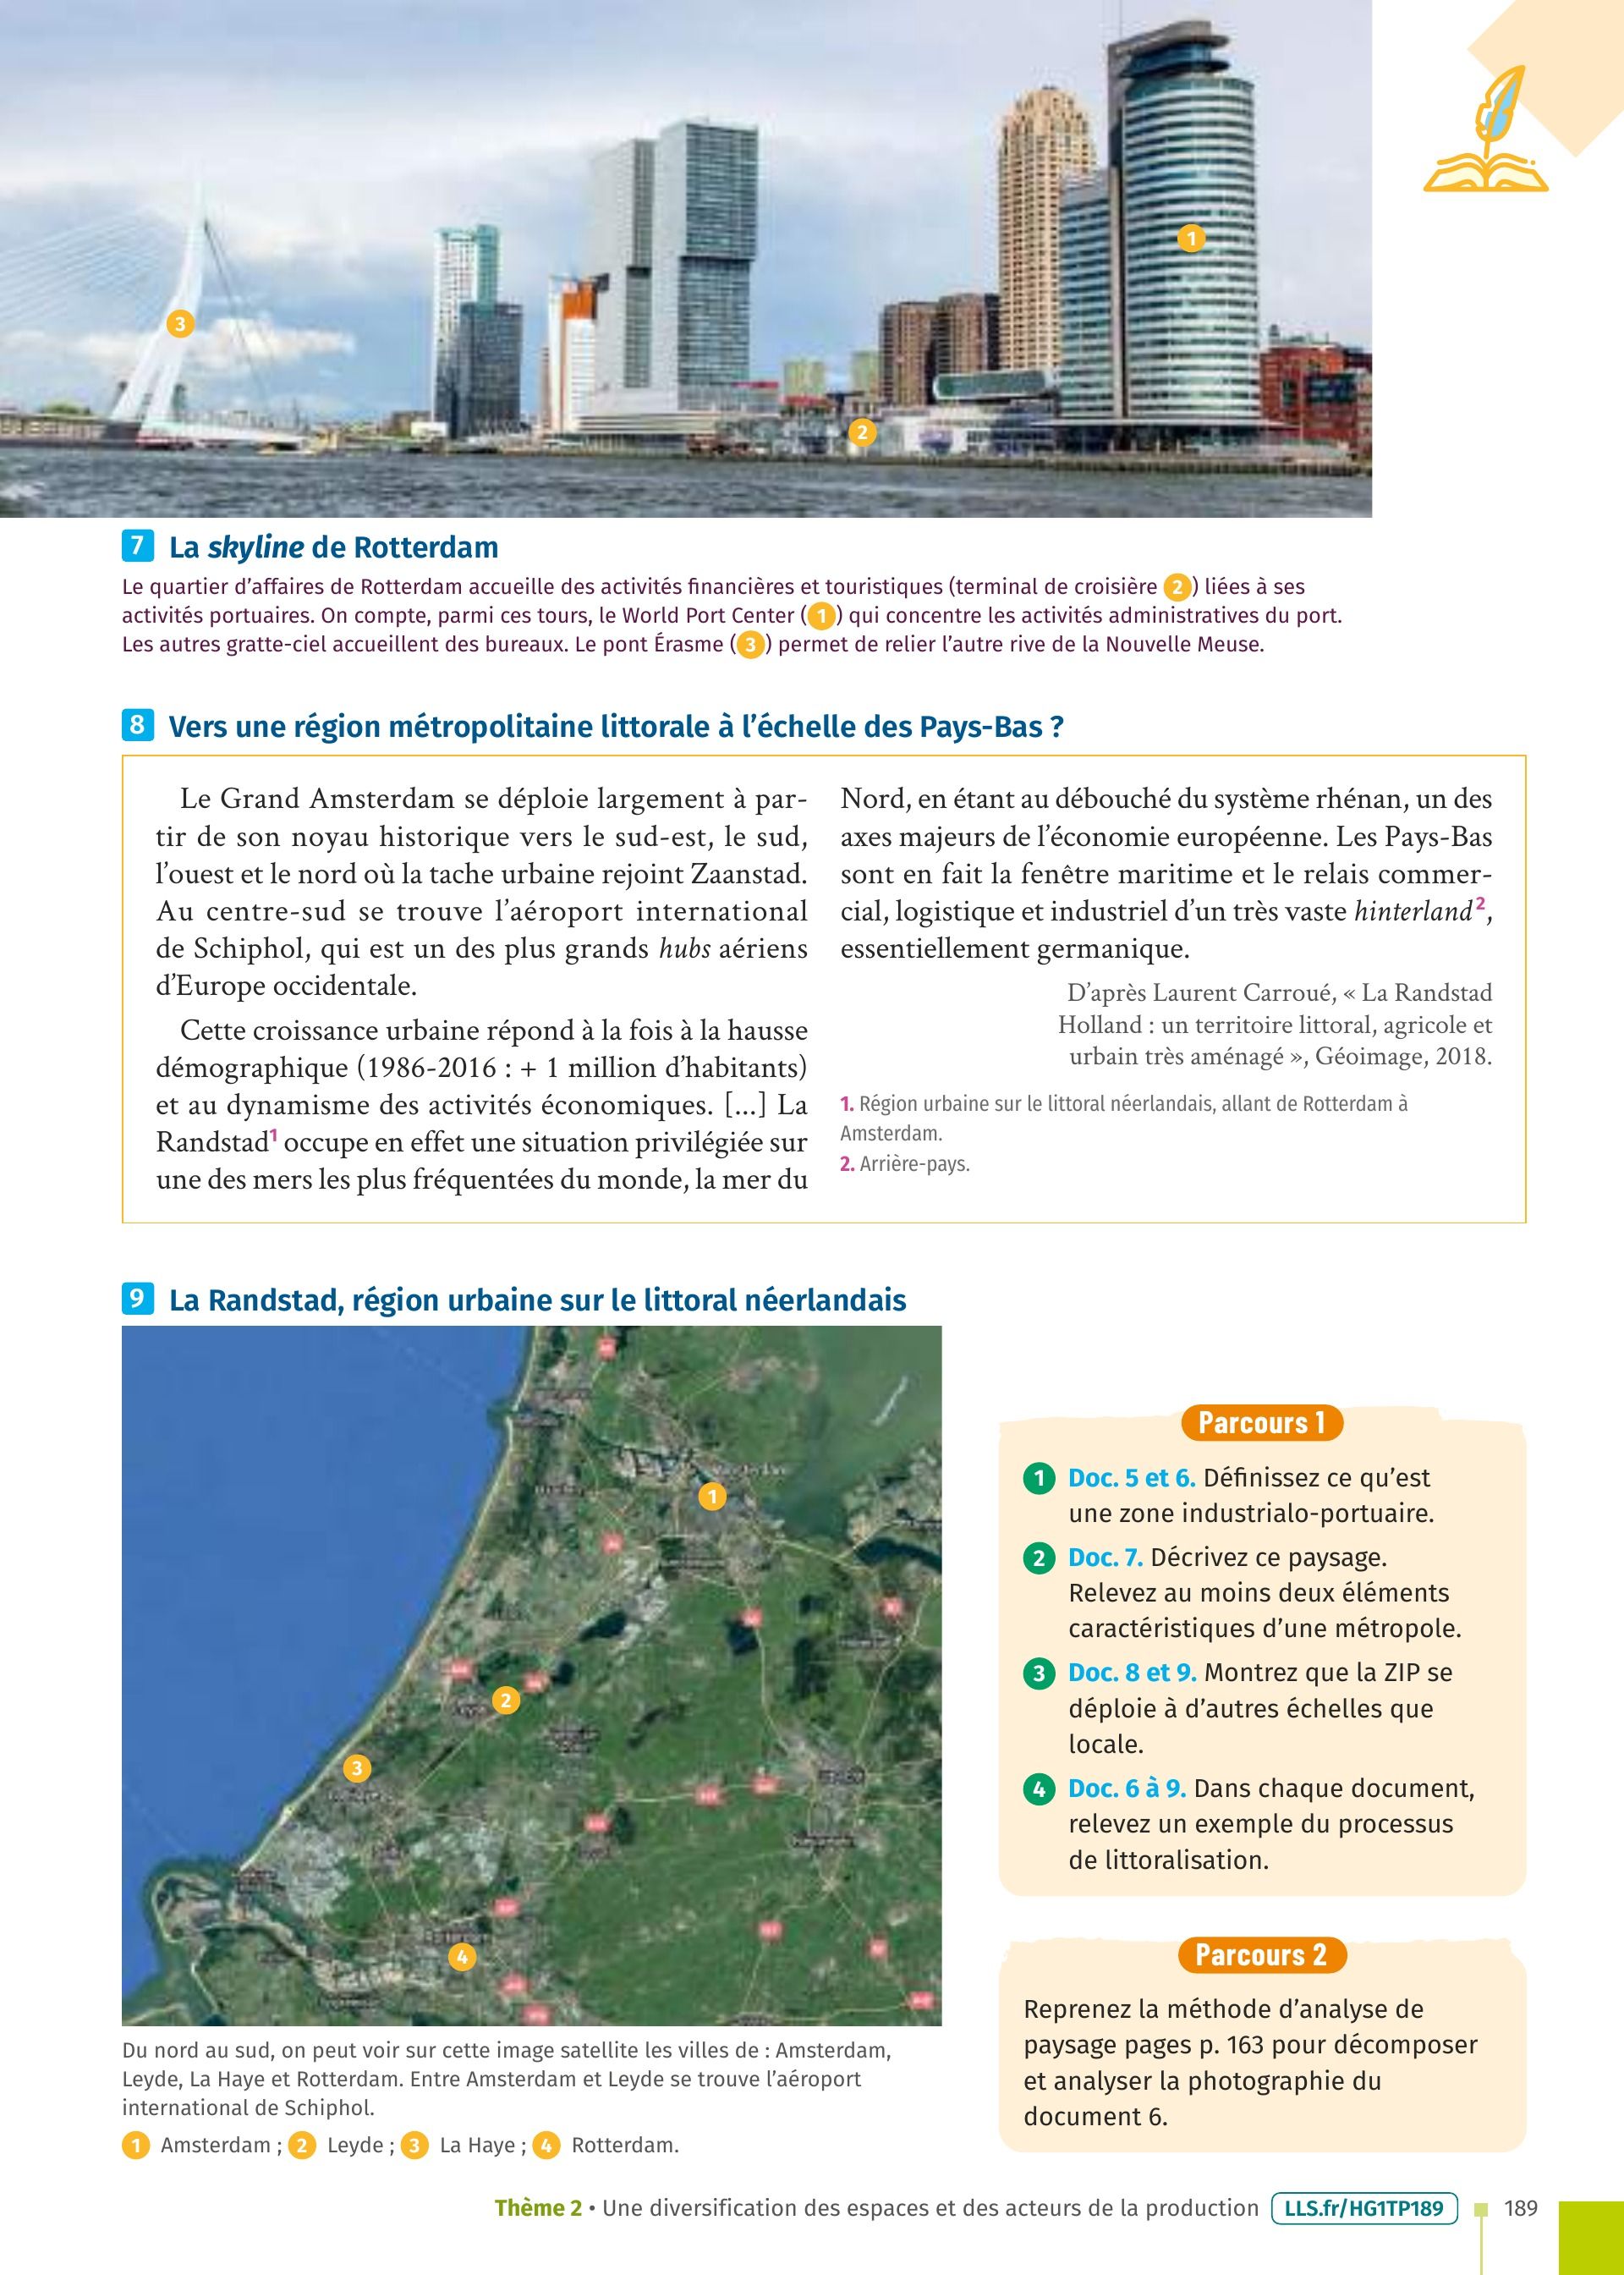 3
1
2
7 La skyline de Rotterdam
Le quartier d’affaires de Rotterdam accueille des activités financières et touristiques (terminal de croisière 2) liées à ses
activités portuaires. On compte, parmi ces tours, le World Port Center (1) qui concentre les activités administratives du port.
Les autres gratte-ciel accueillent des bureaux. Le pont Érasme (3) permet de relier l’autre rive de la Nouvelle Meuse.
8 Vers une région métropolitaine littorale à l’échelle des Pays-Bas ?
Le Grand Amsterdam se déploie largement à par-
tir de son noyau historique vers le sud-est, le sud,
l’ouest et le nord où la tache urbaine rejoint Zaanstad.
Au centre-sud se trouve l’aéroport international
de Schiphol, qui est un des plus grands hubs aériens
d’Europe occidentale.
Cette croissance urbaine répond à la fois à la hausse
démographique (1986-2016 : + 1 million d’habitants)
et au dynamisme des activités économiques. [...] La
Randstad1 occupe en effet une situation privilégiée sur
une des mers les plus fréquentées du monde, la mer du
Nord, en étant au débouché du système rhénan, un des
axes majeurs de l’économie européenne. Les Pays-Bas
sont en fait la fenêtre maritime et le relais commer-
cial, logistique et industriel d’un très vaste hinterland2,
essentiellement germanique.
D’après Laurent Carroué, « La Randstad
Holland : un territoire littoral, agricole et
urbain très aménagé », Géoimage, 2018.
1. Région urbaine sur le littoral néerlandais, allant de Rotterdam à
Amsterdam.
2. Arrière-pays.
9 La Randstad, région urbaine sur le littoral néerlandais
1
2
3
4
Du nord au sud, on peut voir sur cette image satellite les villes de : Amsterdam,
Leyde, La Haye et Rotterdam. Entre Amsterdam et Leyde se trouve l’aéroport
international de Schiphol.
1 Amsterdam ; 2 Leyde ; 3 La Haye ; 4 Rotterdam.
Parcours 1
1 Doc. 5 et 6. Définissez ce qu’est
une zone industrialo-portuaire.
2 Doc. 7. Décrivez ce paysage.
Relevez au moins deux éléments
caractéristiques d’une métropole.
3 Doc. 8 et 9. Montrez que la ZIP se
déploie à d’autres échelles que
locale.
4 Doc. 6 à 9. Dans chaque document,
relevez un exemple du processus
de littoralisation.
Parcours 2
Reprenez la méthode d’analyse de
paysage pages p. 163 pour décomposer
et analyser la photographie du
document 6.
Thème 2 • Une diversification des espaces et des acteurs de la production LLS.fr/HG1TP189 189